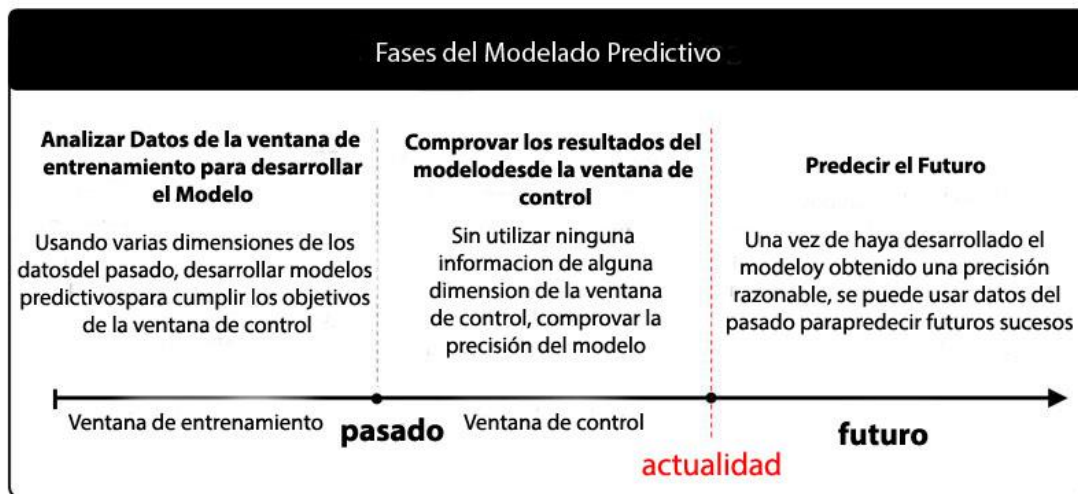 Fases del Modelado Predictivo
Analizar Datos de la ventana de
entrenamiento para desarrollar
el Modelo
Usando varias dimensiones de los
datosdel pasado, desarrollar modelos
predictivospara cumplir los objetivos
de la ventana de control
Comprovar los resultados del
modelodesde la ventana de
control
Sin utilizar ninguna
informacion de alguna
dimension de la ventana
de control, comprovar la
precisión del modelo
Predecir el Futuro
Una vez de haya desarrollado el
modeloy obtenido una precisión
razonable, se puede usar datos del
pasado parapredecir futuros sucesos
Ventana de entrenamiento
pasado
Ventana de control
actualidad
futuro